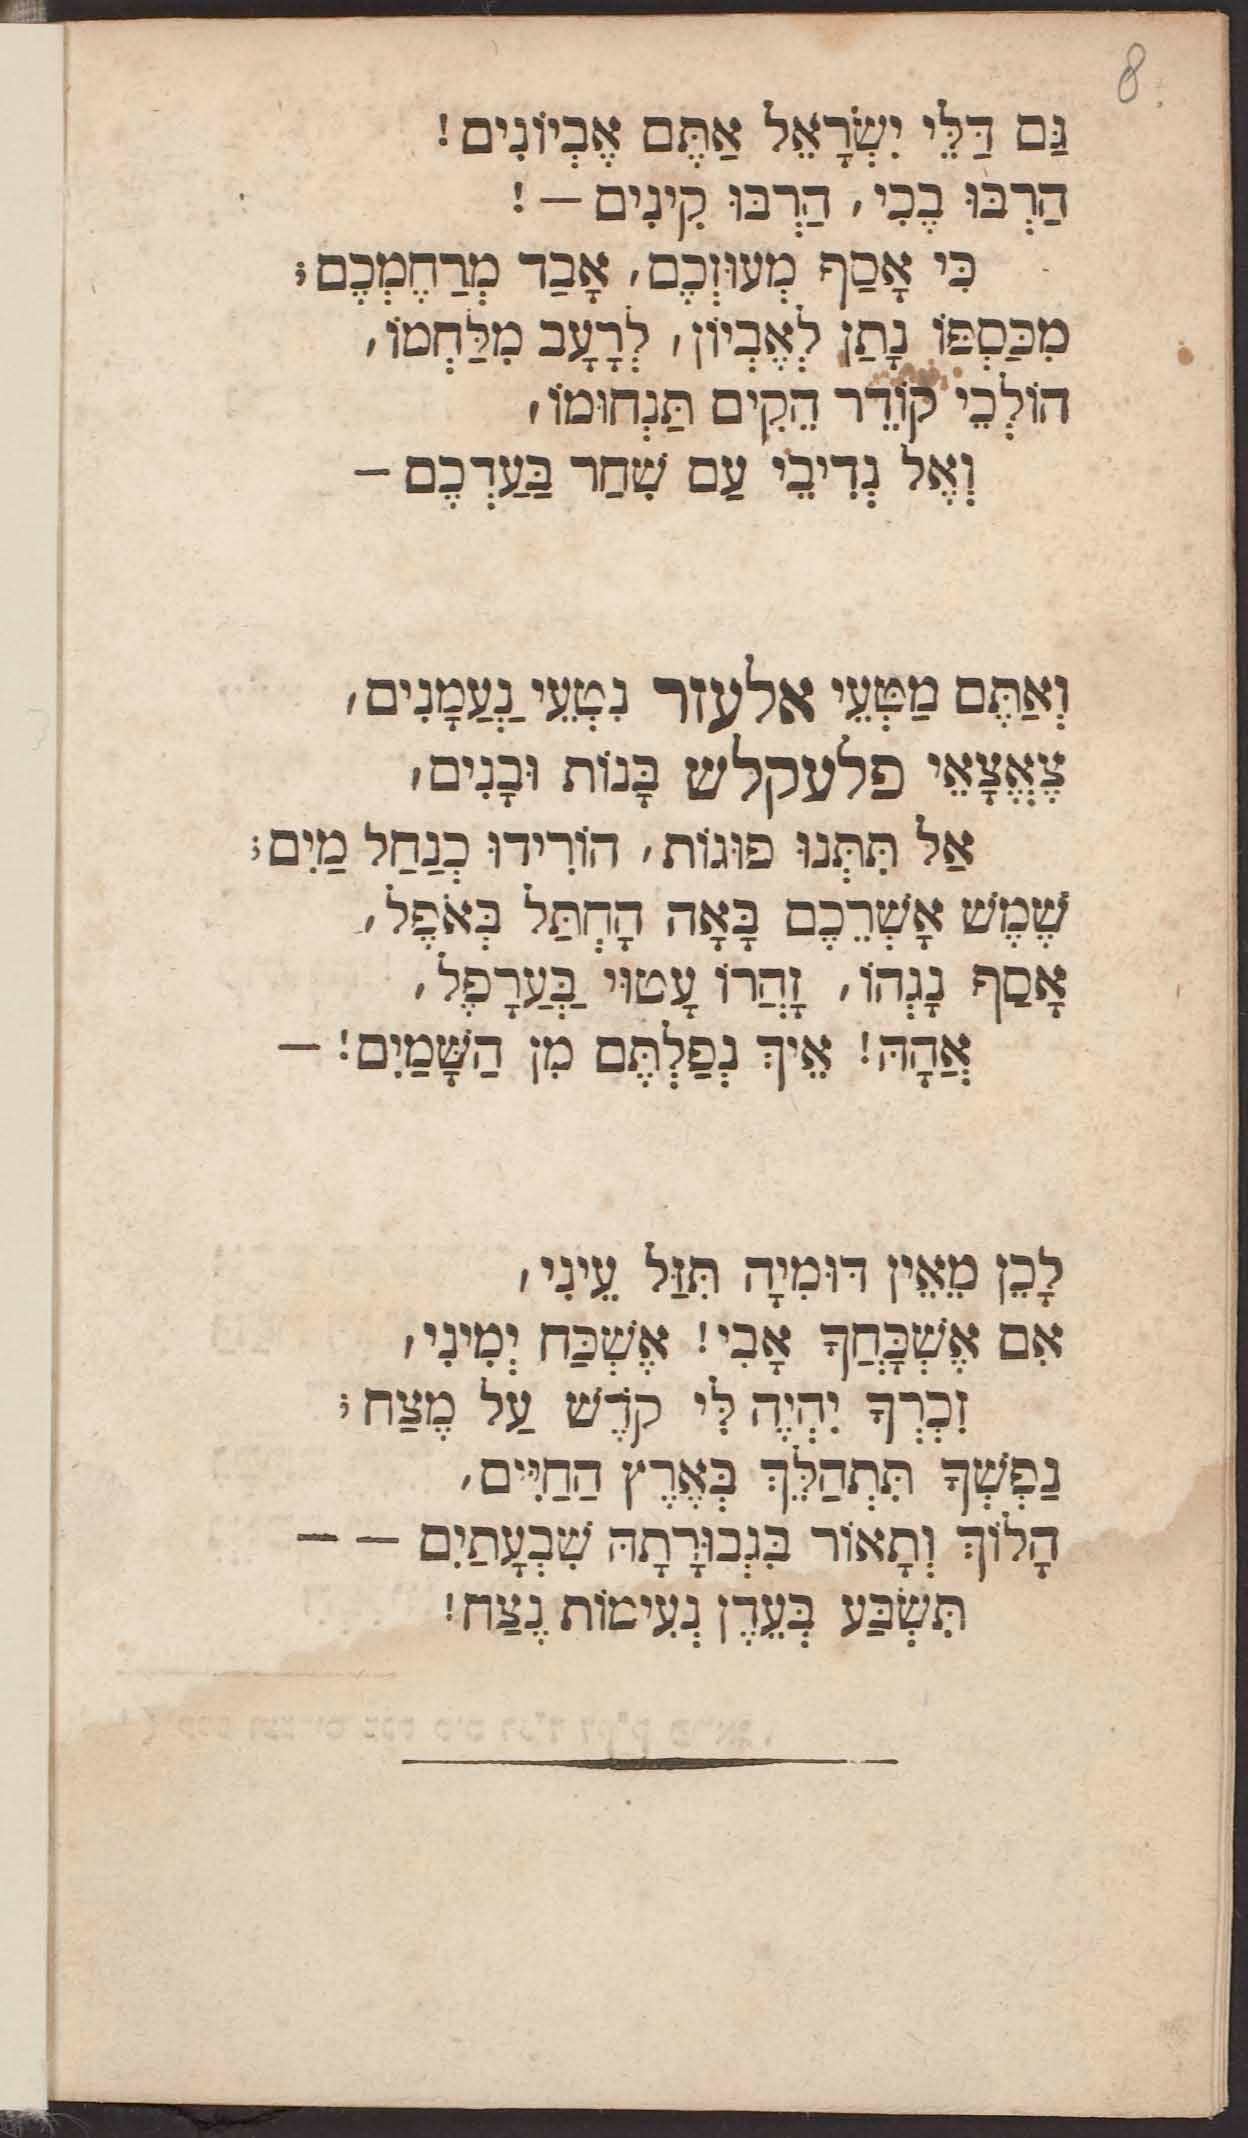 8.
גַּם דַּלֵּי יִשְׂרָאֵל אַתֶּם אֶבְיוֹנִים!
הַרְבּוּ בֶכִי, הַרְבּוּ קִינִים — !
כִּי אָסַף מְעוּזְכֶם, אָבַד מְרַחֶמְכֶם;
מִכַּסְפּוֹ נָתַן לְאֶבְיוֹן, לְרָעָב מִלַּחְמוֹ,
הוֹלְכֵי קוֹדֵר הֵקִים תַּנְחוּמוֹ,
וְאֶל נְדִיבֵי עַם שִׁחַר בַּעַדְכֶם —
וְאַתֶּם מַטְּעֵי אלעזר נִטְעֵי נַעֲמָנִים,
צֶאֱצָאֵי פלעקלש בָּנוֹת וּבָנִים,
אַל תִּתְּנוּ פוּגוֹת, הוֹרִידוּ כְנַחַל מַיִם;
שֶׁמֶשׁ אָשְׁרֵכֶם בָּאָה הָחְתַּל בְּאֹפֶל,
אָסַף נָגְהוֹ, זָהֳרוֹ עָטוּי בַּעֲרָפֶל,
אֲהָהּ! אֵיךְ נְפַלְתֶּם מִן הַשָּׁמַיִם! —
לָכֵן מֵאֵין דּוּמִיָה תִּזַּל עֵינִי,
אִם אֶשְׁכָּחֲךָ אָבִי! אֶשְׁכַּח יְמִינִי,
זִכְרְךָ יִהְיֶה לִּי קֹדֶשׁ עַל מֶצַח;
נַפְשְׁךָ תִּתְהַלֵּךְ בְּאֶרֶץ הַחַיִּים,
הָלוֹךְ וְתָאוֹר בִּגְבוּרָתָהּ שִׁבְעָתַיִם — —
תִּשְׂבַּע בְּעֵדֶן נְעִימוֹת נֶצַח!